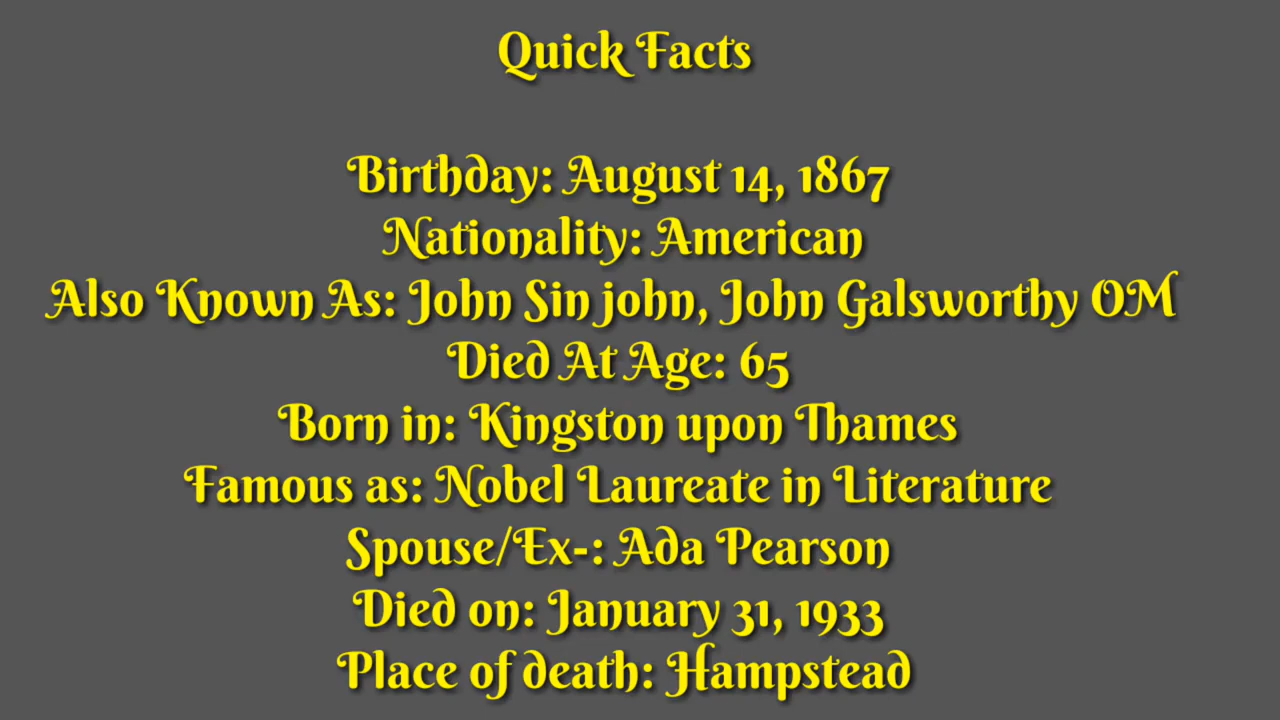 Quick Facts
Birthday: August 14, 1867
Nationality: American
Also Known As: John Sin john, John Galsworthy OM
Died At Age: 65
Born in: Kingston upon Thames
Famous as: Nobel Laureate in Literature
Spouse/Ex-: Ada Pearson
Died on: January 31, 1933
Place of death: Hampstead